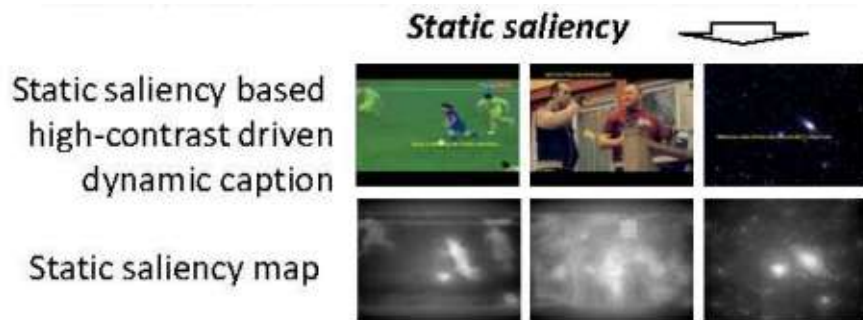 Static saliency
Static saliency based
high-contrast driven
dynamic caption
Static saliency map